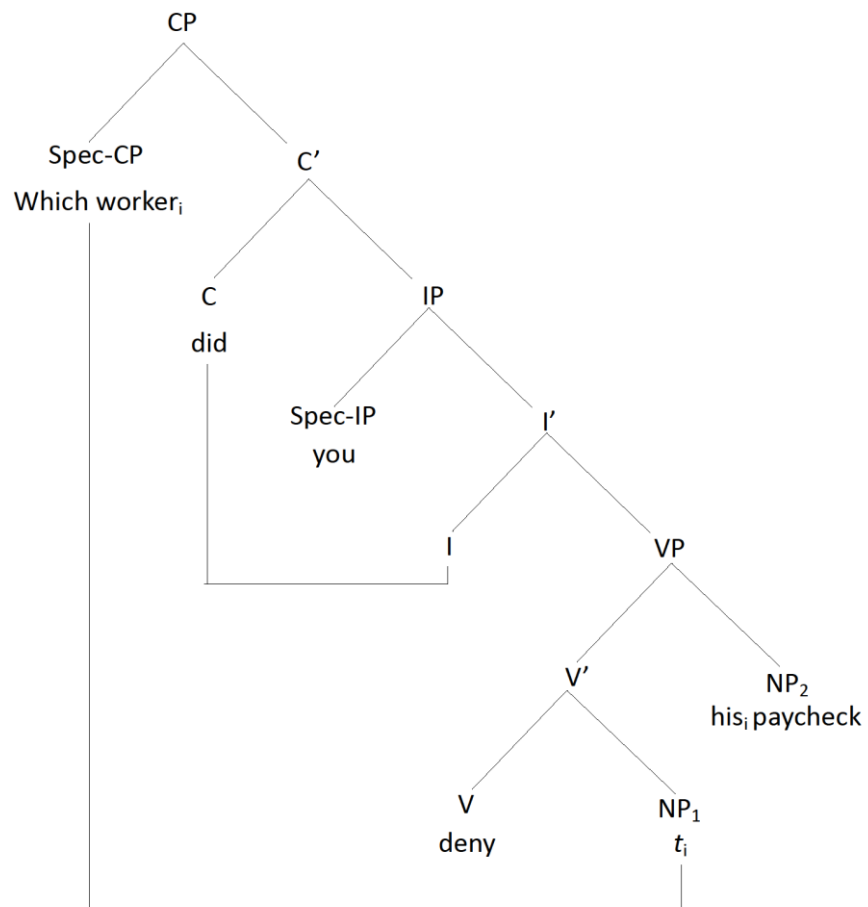 CP
Spec-CP
C’
Which workerᵢ
C
IP
did
Spec-IP
I’
you
I
VP
V’
NP₂
hisᵢ paycheck
V
NP₁
deny
tᵢ